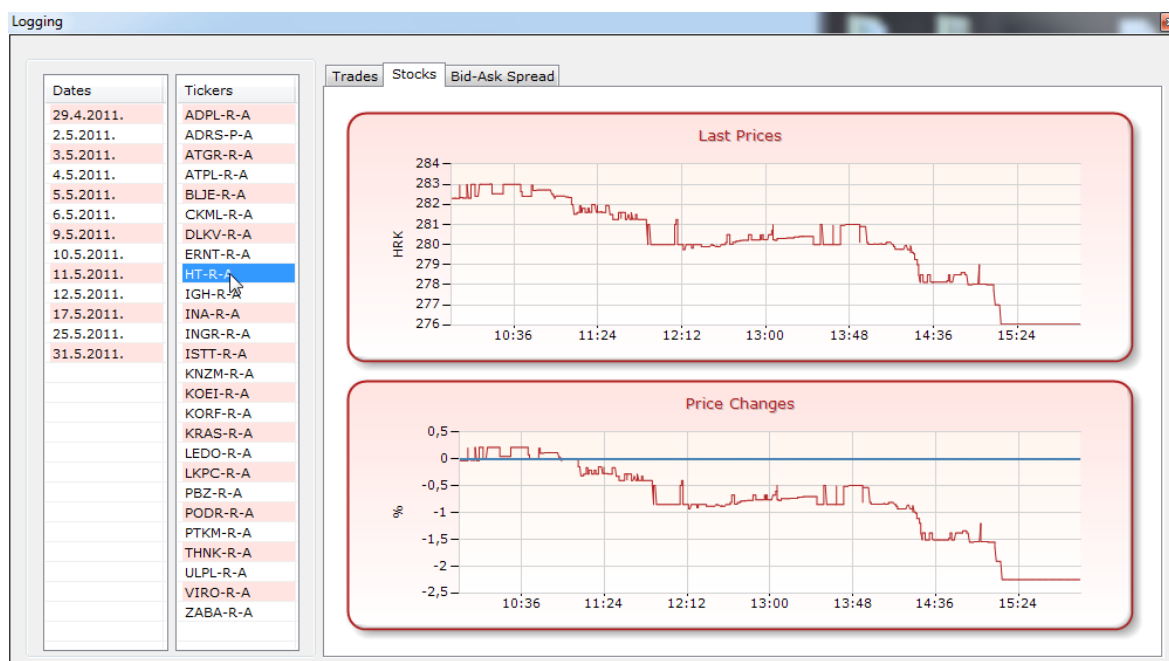 Logging
Dates
29.4.2011.
2.5.2011.
3.5.2011.
4.5.2011.
5.5.2011.
6.5.2011.
9.5.2011.
10.5.2011.
11.5.2011.
12.5.2011.
17.5.2011.
25.5.2011.
31.5.2011.
Tickers
ADPL-R-A
ADRS-P-A
ATGR-R-A
ATPL-R-A
BLJE-R-A
CKML-R-A
DLKV-R-A
ERNT-R-A
HT-R-A
IGH-R-A
INA-R-A
INGR-R-A
ISTT-R-A
KNZM-R-A
KOEI-R-A
KORF-R-A
KRAS-R-A
LEDO-R-A
LKPC-R-A
PBZ-R-A
PODR-R-A
PTKM-R-A
THNK-R-A
ULPL-R-A
VIRO-R-A
ZABA-R-A
Trades Stocks Bid-Ask Spread
Last Prices
HRK
284
283
282
281
280
279
278
277
276
10:36 11:24 12:12 13:00 13:48 14:36 15:24
Price Changes
%
0,5
0
-0,5
-1
-1,5
-2
-2,5
10:36 11:24 12:12 13:00 13:48 14:36 15:24